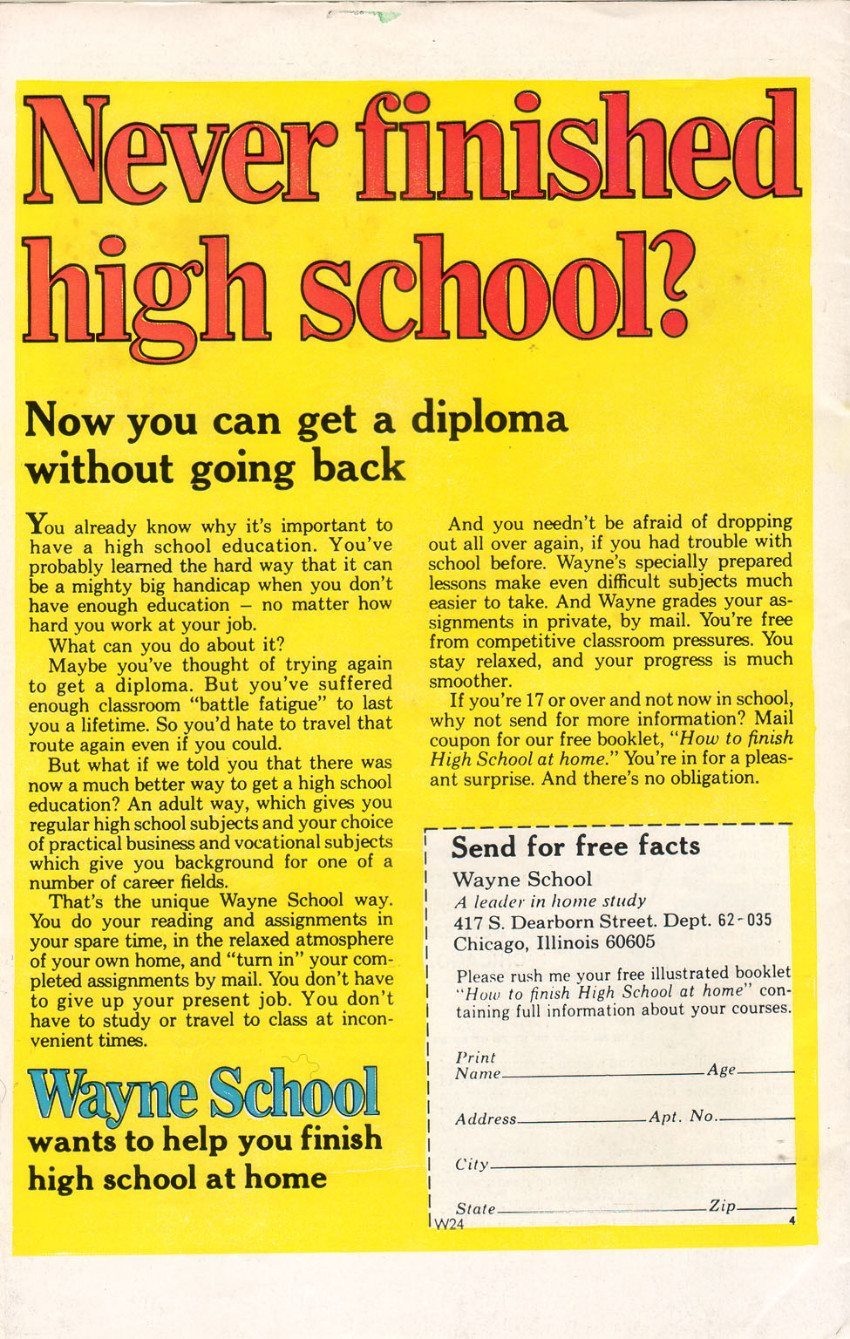 Never finished
high school?
Now you can get a diploma
without going back
You already know why it's important to
have a high school education. You've
probably learned the hard way that it can
be a mighty big handicap when you don't
have enough education – no matter how
hard you work at your job.
What can you do about it?
Maybe you've thought of trying again
to get a diploma. But you've suffered
enough classroom “battle fatigue” to last
you a lifetime. So you'd hate to travel that
route again even if you could.
But what if we told you that there was
now a much better way to get a high school
education? An adult way, which gives you
regular high school subjects and your choice
of practical business and vocational subjects
which give you background for one of a
number of career fields.
That's the unique Wayne School way.
You do your reading and assignments in
your spare time, in the relaxed atmosphere
of your own home, and “turn in” your com-
pleted assignments by mail. You don't have
to give up your present job. You don't
have to study or travel to class at incon-
venient times.
Wayne School
wants to help you finish
high school at home
And you needn't be afraid of dropping
out all over again, if you had trouble with
school before. Wayne's specially prepared
lessons make even difficult subjects much
easier to take. And Wayne grades your as-
signments in private, by mail. You're free
from competitive classroom pressures. You
stay relaxed, and your progress is much
smoother.
If you're 17 or over and not now in school,
why not send for more information? Mail
coupon for our free booklet, “How to finish
High School at home.” You're in for a pleas-
ant surprise. And there's no obligation.
Send for free facts
Wayne School
A leader in home study
417 S. Dearborn Street. Dept. 62-035
Chicago, Illinois 60605
Please rush me your free illustrated booklet
“How to finish High School at home” con-
taining full information about your courses.
Print
Name Age
Address Apt. No.
City
State Zip
W24 4